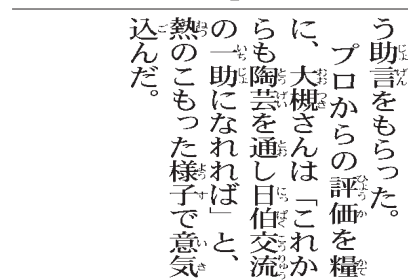 う助言をもらった。
プロからの評価を糧
に、大槻さんは「これか
らも陶芸を通し日伯交流
の一助になれれば」と、
熱のこもった様子で意気
込んだ。